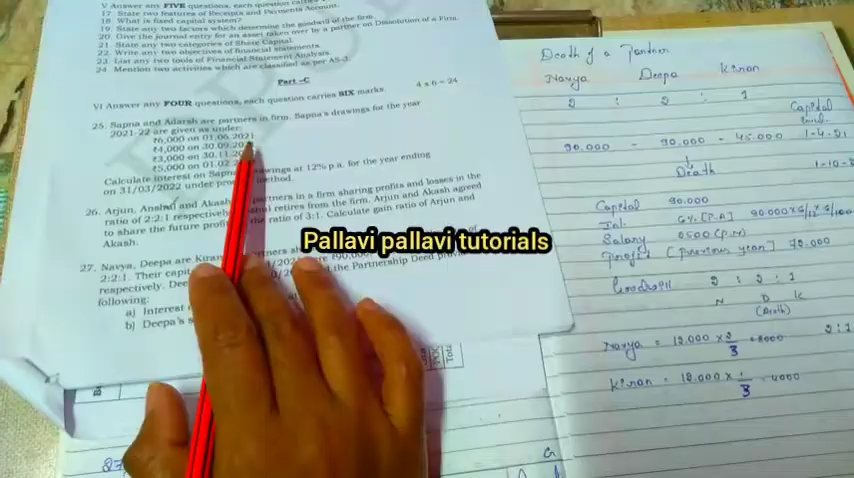 V Answer any FIVE questions, each question carries
17. State two features of Receipts and Payments Account.
18. What is fixed capital system?
19. State any two factors which determine the goodwill of the firm.
20. Give the journal entry for an asset taken over by a partner on Dissolution of a Firm.
21. State any two categories of Share Capital.
22. Write any two objectives of financial statements.
23. List any two tools of Financial Statement Analysis.
24. Mention two activities which are classified as per AS-3.
Part -C
VI Answer any FOUR questions, each question carries SIX marks. 4 x 6 = 24
25. Sapna and Adarsh are partners in firm. Sapna's drawings for the year
2021-22 are given as under:
₹6,000 on 01.06.2021
₹4,000 on 30.09.20
₹3,000 on 30.11.20
₹5,000 on 01.02
Calculate interest on Sapna drawings at 12% p.a. for the year ending
on 31/03/2022 under method.
26. Arjun, Anand and Akash partners in a firm sharing profits and losses in the
ratio of 2:2:1 respectively. retires from the firm. Arjun and Akash agreed
to share the future profits the ratio of 3:1. Calculate gain ratio of Arjun and
Akash.
27. Navya, Deepa are Kiran partners
2:2:1. Their capit are ₹90,000,
respectively. Dee the Partnership Deed
following:
a) Interest
b) Deepa's s
Pallavi pallavi tutorials
Death of a Partner
Navya Deepa Kiran
2 : 2 : 1
Capital
90.000 - 90.000 - 45.000 1-4-21
Death
Capital 90.000
Int. 6% [P.A] 90.000 x 6/12 x 6/100
Salary 0500 (P.M)
profit [previous year]
Goodwill 2 : 2 : 1
N D K
(Death)
Navya = 12.000 x 2/3 = 8000 2:1
Kiran = 12.000 x 1/3 = 4000